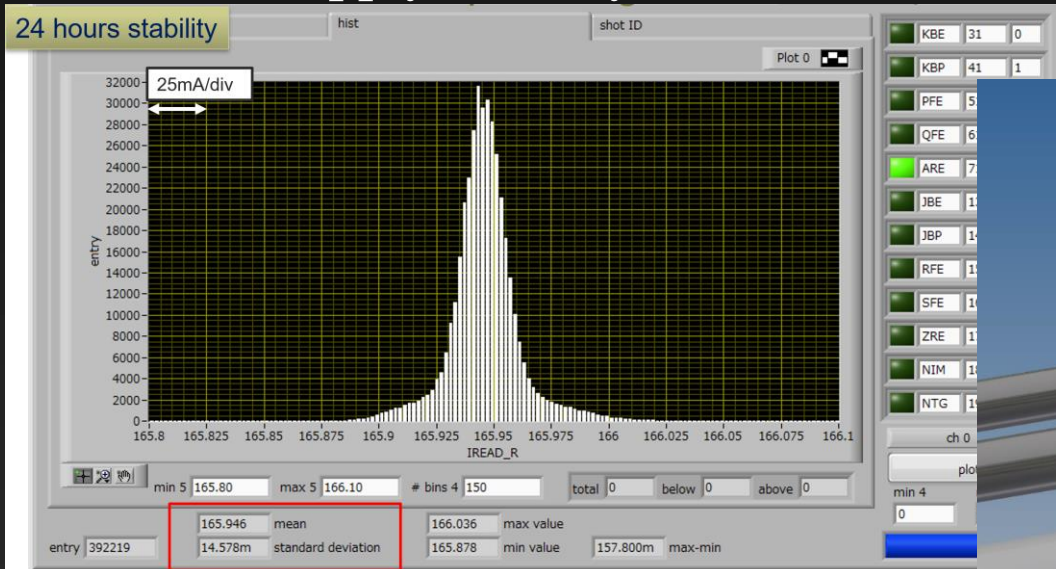 24 hours stability
hist
shot ID
Plot 0
25mA/div
32000
30000
28000
26000
24000
22000
20000
18000
16000
14000
12000
10000
8000
6000
4000
2000
0
entry
165.8 165.825 165.85 165.875 165.9 165.925 165.95 165.975 166 166.025 166.05 166.075 166.1
IREAD_R
min 5 165.80 max 5 166.10 # bins 4 150 total 0 below 0 above 0
165.946 mean 166.036 max value
entry 392219 14.578m standard deviation 165.878 min value 157.800m max-min
KBE 31 0
KBP 41 1
PFE
QFE
ARE
JBE
JBP
RFE
SFE
ZRE
NIM
NTG
ch 0
min 4
0